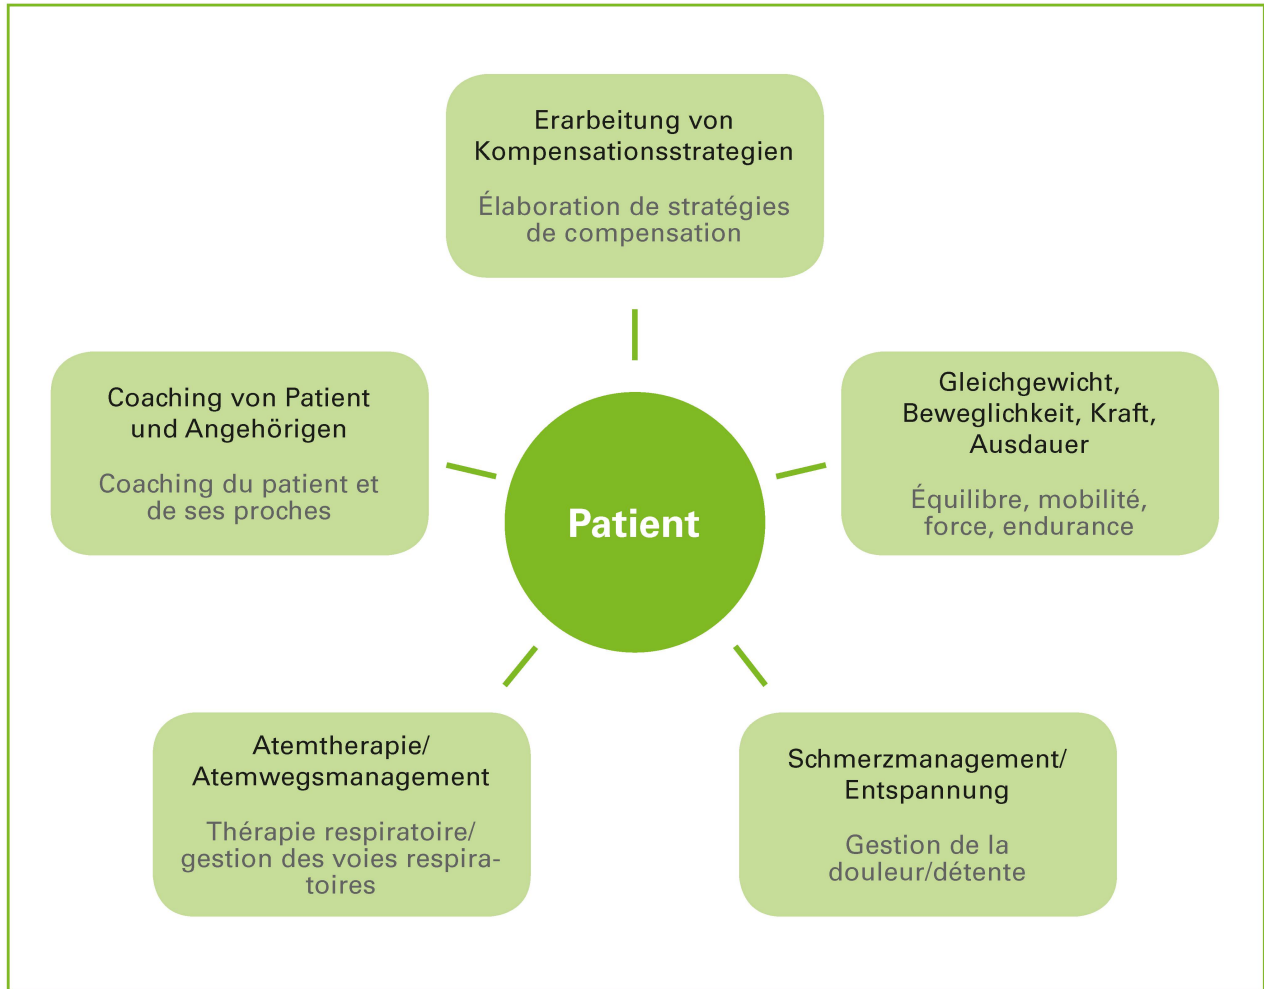 Erarbeitung von
Kompensationsstrategien
Élaboration de stratégies
de compensation
Coaching von Patient
und Angehörigen
Coaching du patient et
de ses proches
Gleichgewicht,
Beweglichkeit, Kraft,
Ausdauer
Équilibre, mobilité,
force, endurance
Patient
Atemtherapie/
Atemwegsmanagement
Thérapie respiratoire/
gestion des voies respira-
toires
Schmerzmanagement/
Entspannung
Gestion de la
douleur/détente